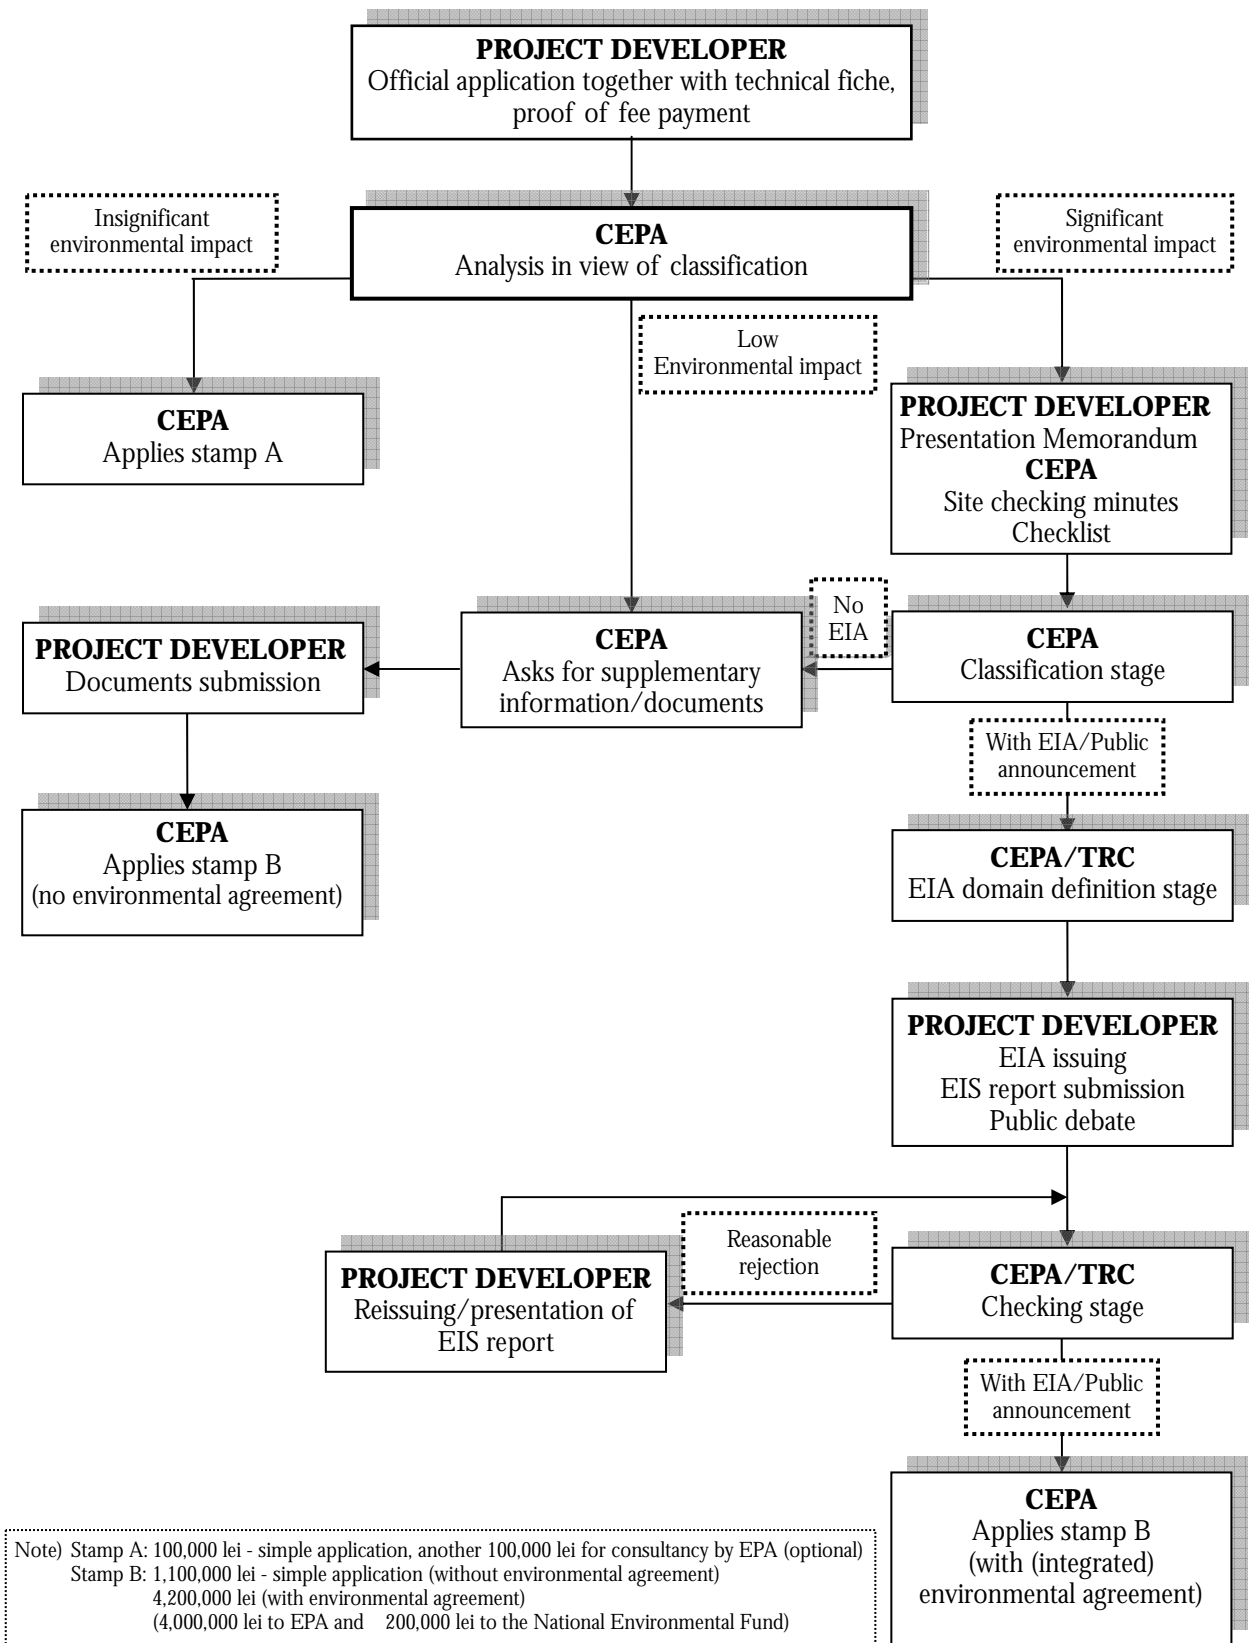 PROJECT DEVELOPER
Official application together with technical fiche,
proof of fee payment
Insignificant
environmental impact
CEPA
Analysis in view of classification
Significant
environmental impact
Low
Environmental impact
CEPA
Applies stamp A
PROJECT DEVELOPER
Presentation Memorandum
CEPA
Site checking minutes
Checklist
No
EIA
PROJECT DEVELOPER
Documents submission
CEPA
Asks for supplementary
information/documents
CEPA
Classification stage
With EIA/Public
announcement
CEPA
Applies stamp B
(no environmental agreement)
CEPA/TRC
EIA domain definition stage
PROJECT DEVELOPER
EIA issuing
EIS report submission
Public debate
Reasonable
rejection
PROJECT DEVELOPER
Reissuing/presentation of
EIS report
CEPA/TRC
Checking stage
With EIA/Public
announcement
CEPA
Applies stamp B
(with (integrated)
environmental agreement)
Note) Stamp A: 100,000 lei - simple application, another 100,000 lei for consultancy by EPA (optional)
Stamp B: 1,100,000 lei - simple application (without environmental agreement)
4,200,000 lei (with environmental agreement)
(4,000,000 lei to EPA and 200,000 lei to the National Environmental Fund)